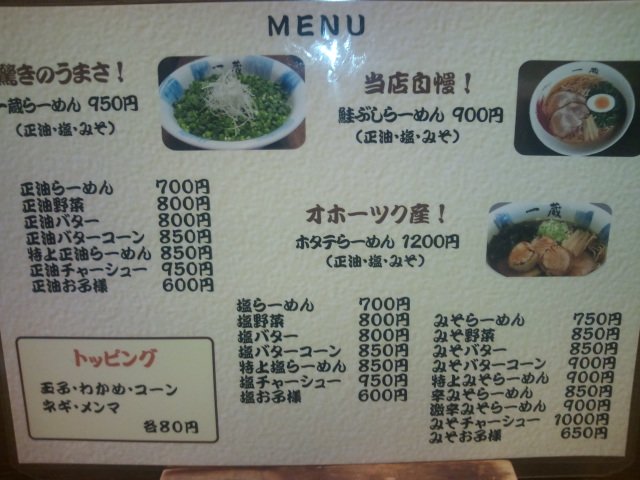 MENU
驚きのうまさ!
一蔵らーめん 950円
(正油・塩・みそ)
一蔵
当店自慢!
鮭ぶしらーめん 900円
(正油・塩・みそ)
一蔵
正油らーめん 700円
正油野菜 800円
正油バター 800円
正油バターコーン 850円
特上正油らーめん 850円
正油チャーシュー 950円
正油お子様 600円
オホーツク産!
ホタテらーめん 1200円
(正油・塩・みそ)
一蔵
塩らーめん 700円
塩野菜 800円
塩バター 800円
塩バターコーン 850円
特上塩らーめん 850円
塩チャーシュー 950円
塩お子様 600円
みそらーめん 750円
みそ野菜 850円
みそバター 850円
みそバターコーン 900円
特上みそらーめん 900円
辛みそらーめん 850円
激辛みそらーめん 900円
みそチャーシュー 1000円
みそお子様 650円
トッピング
玉子・わかめ・コーン
ネギ・メンマ
各80円